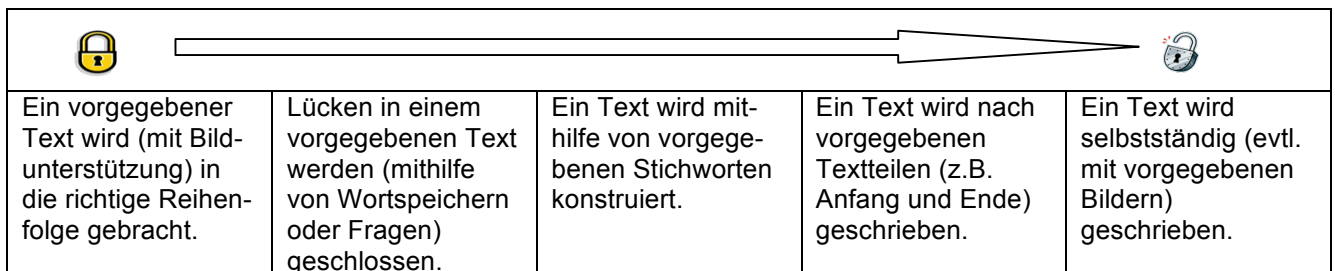 Ein vorgegebener
Text wird (mit Bild-
unterstützung) in
die richtige Reihen-
folge gebracht.
Lücken in einem
vorgegebenen Text
werden (mithilfe
von Wortspeichern
oder Fragen)
geschlossen.
Ein Text wird mit-
hilfe von vorgege-
benen Stichworten
konstruiert.
Ein Text wird nach
vorgegebenen
Textteilen (z.B.
Anfang und Ende)
geschrieben.
Ein Text wird
selbstständig (evtl.
mit vorgegebenen
Bildern)
geschrieben.